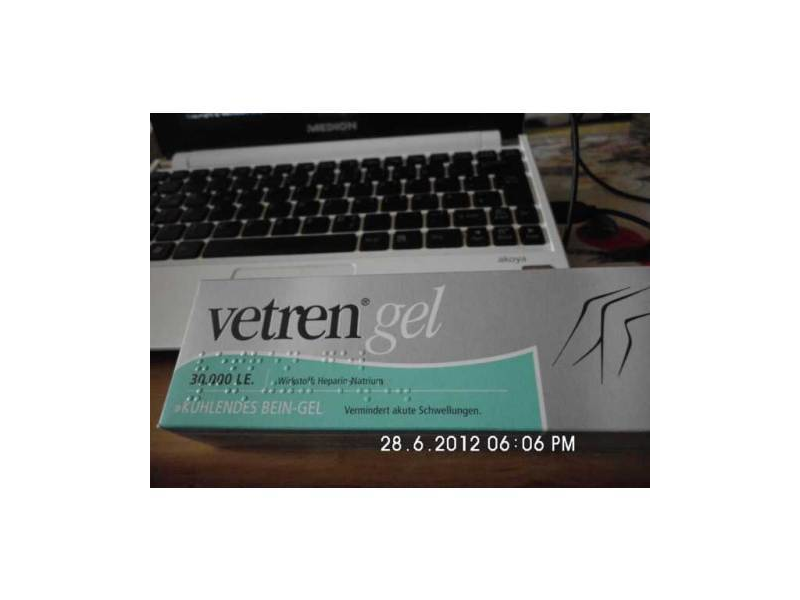 MEDION
akoya
vetren® gel
30.000 I.E. Wirkstoff: Heparin-Natrium
KÜHLENDES BEIN-GEL Vermindert akute Schwellungen.
28.6.2012 06:06 PM